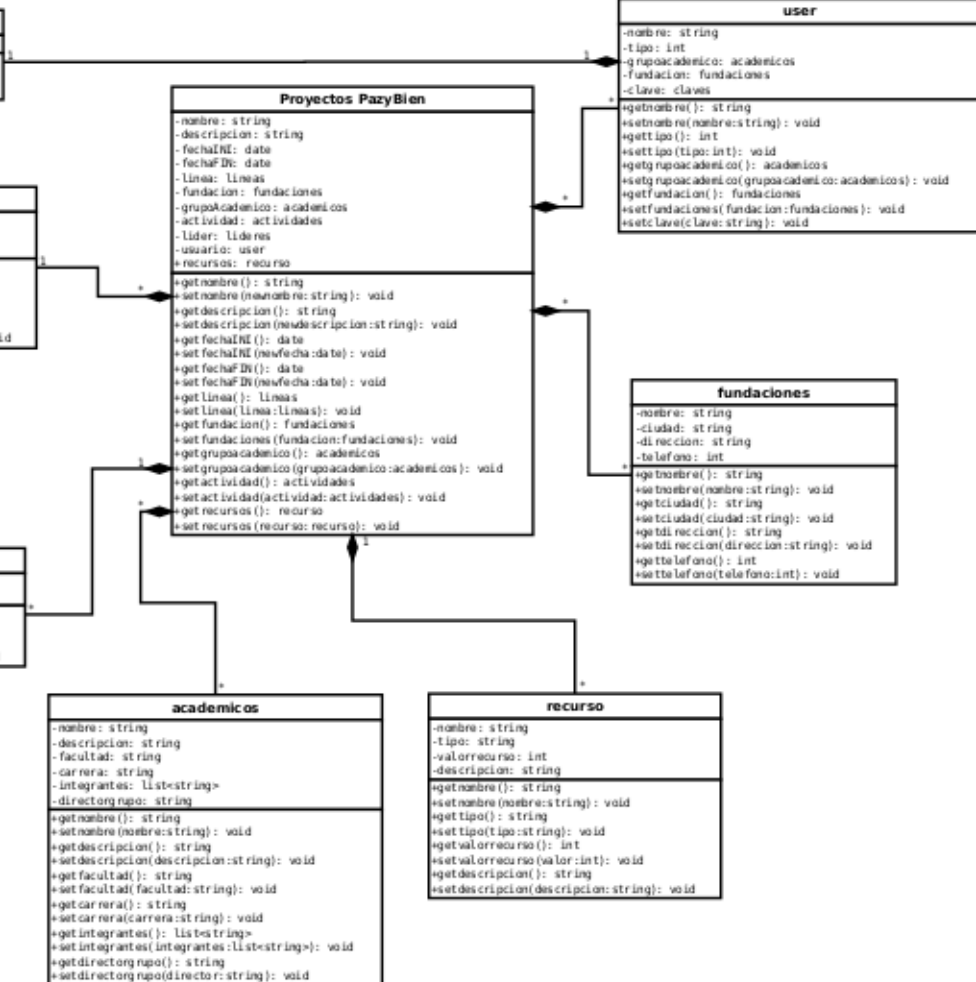 user
-nombre: string
-tipo: int
-grupoacademico: academicos
-fundacion: fundaciones
-clave: claves
+getnombre(): string
+setnombre(nombre:string): void
+gettipo(): int
+settipo(tipo:int): void
+getgrupoacademico(): academicos
+setgrupoacademico(grupoacademico:academicos): void
+getfundacion(): fundaciones
+setfundaciones(fundacion:fundaciones): void
+setclave(clave:string): void
1
1
*
*
Proyectos PazyBien
-nombre: string
-descripcion: string
-fechaINI: date
-fechaFIN: date
-linea: lineas
-fundacion: fundaciones
-grupoAcademico: academicos
-actividad: actividades
-lider: lideres
-usuario: user
+recursos: recurso
+getnombre(): string
+setnombre(newnombre:string): void
+getdescripcion(): string
+setdescripcion(newdescripcion:string): void
+getfechaINI(): date
+setfechaINI(newfecha:date): void
+getfechaFIN(): date
+setfechaFIN(newfecha:date): void
+getlinea(): lineas
+setlinea(linea:lineas): void
+getfundacion(): fundaciones
+setfundaciones(fundacion:fundaciones): void
+getgrupoacademico(): academicos
+setgrupoacademico(grupoacademico:academicos): void
+getactividad(): actividades
+setactividad(actividad:actividades): void
+getrecursos(): recurso
+setrecursos(recurso:recurso): void
1
*
id
*
*
1
*
*
*
1
*
fundaciones
-nombre: string
-ciudad: string
-direccion: string
-telefono: int
+getnombre(): string
+setnombre(nombre:string): void
+getciudad(): string
+setciudad(ciudad:string): void
+getdireccion(): string
+setdireccion(direccion:string): void
+gettelefono(): int
+settelefono(telefono:int): void
academicos
-nombre: string
-descripcion: string
-facultad: string
-carrera: string
-integrantes: list<string>
-directorgrupo: string
+getnombre(): string
+setnombre(nombre:string): void
+getdescripcion(): string
+setdescripcion(descripcion:string): void
+getfacultad(): string
+setfacultad(facultad:string): void
+getcarrera(): string
+setcarrera(carrera:string): void
+getintegrantes(): list<string>
+setintegrantes(integrantes:list<string>): void
+getdirectorgrupo(): string
+setdirectorgrupo(director:string): void
recurso
-nombre: string
-tipo: string
-valorrecurso: int
-descripcion: string
+getnombre(): string
+setnombre(nombre:string): void
+gettipo(): string
+settipo(tipo:string): void
+getvalorrecurso(): int
+setvalorrecurso(valor:int): void
+getdescripcion(): string
+setdescripcion(descripcion:string): void